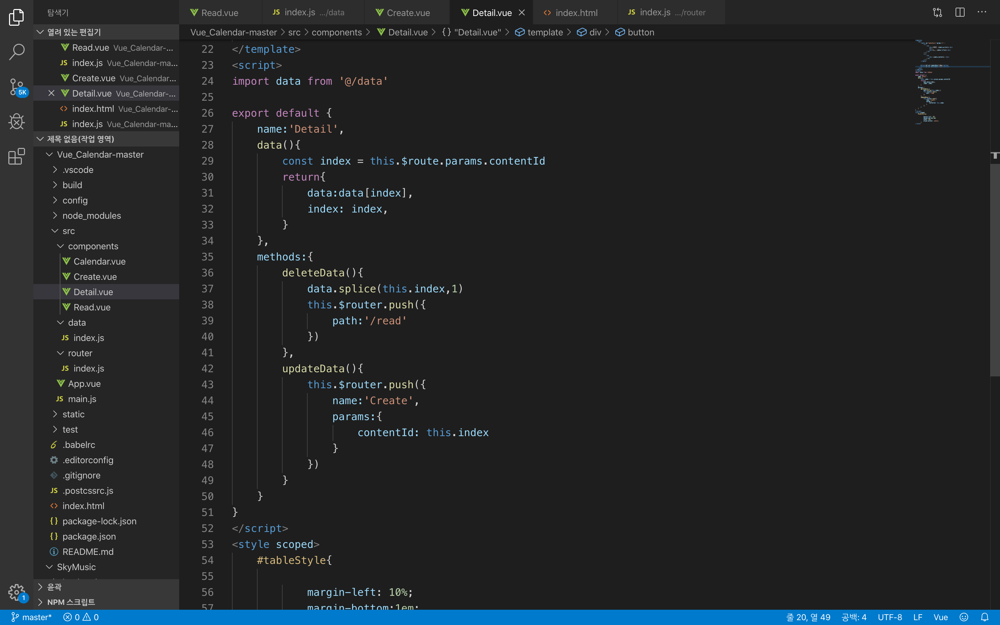 탐색기
열려 있는 편집기
Read.vue Vue_Calendar-...
JS index.js Vue_Calendar-ma...
Create.vue Vue_Calendar...
Detail.vue Vue_Calendar-...
<> index.html Vue_Calendar-...
JS index.js Vue_Calendar-ma...
제목 없음(작업 영역)
Vue_Calendar-master
.vscode
build
config
node_modules
src
components
Calendar.vue
Create.vue
Detail.vue
Read.vue
data
JS index.js
router
JS index.js
App.vue
JS main.js
static
test
.babelrc
.editorconfig
.gitignore
JS .postcssrc.js
<> index.html
{} package-lock.json
{} package.json
README.md
SkyMusic
윤곽
NPM 스크립트
5K
1
Read.vue JS index.js .../data Create.vue Detail.vue <> index.html JS index.js .../router
Vue_Calendar-master > src > components > Detail.vue > {} "Detail.vue" > template > div > button
22 </template>
23 <script>
24 import data from '@/data'
25
26 export default {
27 name:'Detail',
28 data(){
29 const index = this.$route.params.contentId
30 return{
31 data:data[index],
32 index: index,
33 }
34 },
35 methods:{
36 deleteData(){
37 data.splice(this.index,1)
38 this.$router.push({
39 path:'/read'
40 })
41 },
42 updateData(){
43 this.$router.push({
44 name:'Create',
45 params:{
46 contentId: this.index
47 }
48 })
49 }
50 }
51 }
52 </script>
53 <style scoped>
54 #tableStyle{
55
56 margin-left: 10%;
57 margin-bottom:1em;
master* 0 0 줄 20, 열 49 공백: 4 UTF-8 LF Vue